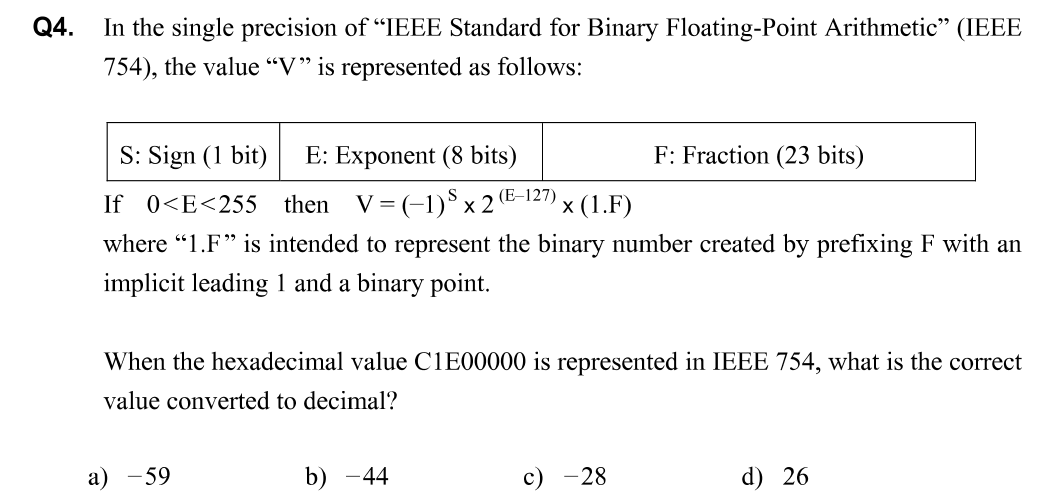 Q4. In the single precision of “IEEE Standard for Binary Floating-Point Arithmetic” (IEEE
754), the value “V” is represented as follows:
S: Sign (1 bit) E: Exponent (8 bits) F: Fraction (23 bits)
If 0<E<255 then V = (−1)^S x 2^(E−127) x (1.F)
where “1.F” is intended to represent the binary number created by prefixing F with an
implicit leading 1 and a binary point.
When the hexadecimal value C1E00000 is represented in IEEE 754, what is the correct
value converted to decimal?
a) −59 b) −44 c) −28 d) 26